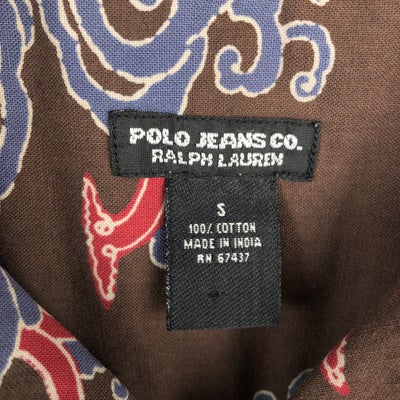 POLO JEANS CO.
RALPH LAUREN
S
100% COTTON
MADE IN INDIA
RN 67437